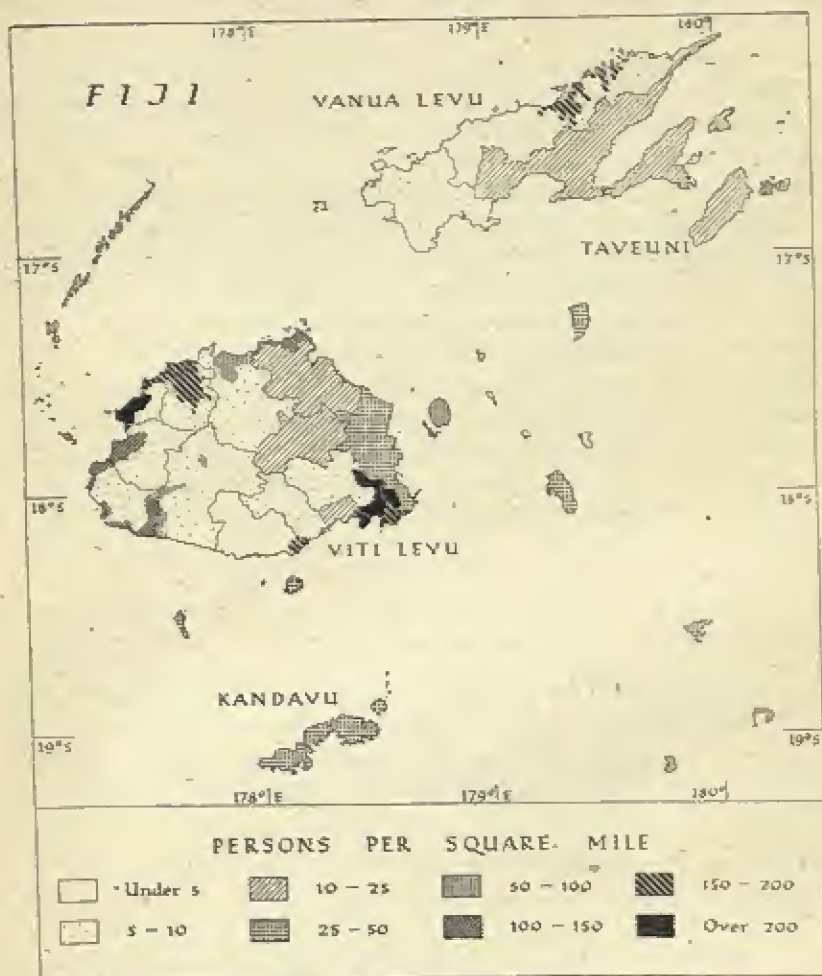 178°E 179°E 180°
FIJI
VANUA LEVU
TAVEUNI
17°S 17°S
18°S 18°S
VITI LEVU
KANDAVU
19°S 19°S
178°E 179°E 180°
PERSONS PER SQUARE MILE
Under 5 10 - 25 50 - 100 150 - 200
5 - 10 25 - 50 100 - 150 Over 200